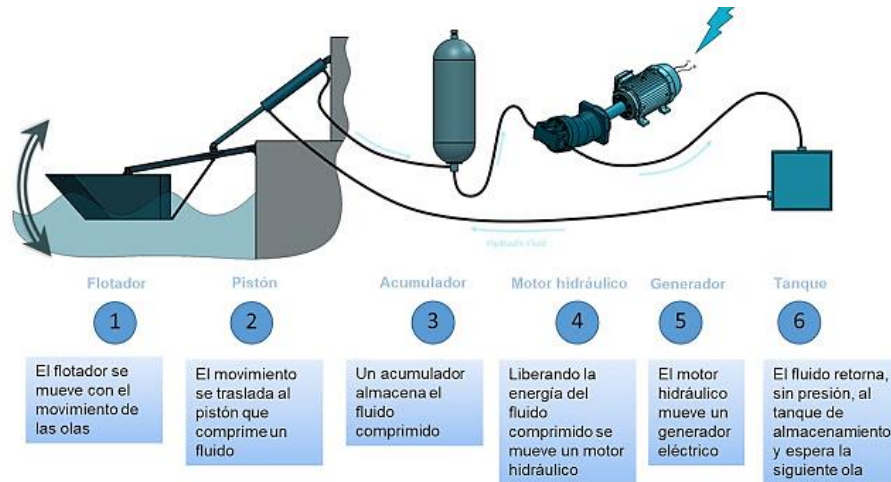 Hydraulic Fluid
Flotador
Pistón
Acumulador
Motor hidráulico
Generador
Tanque
1
2
3
4
5
6
El flotador se
mueve con el
movimiento de
las olas
El movimiento
se traslada al
pistón que
comprime un
fluido
Un acumulador
almacena el
fluido
comprimido
Liberando la
energía del
fluido
comprimido se
mueve un motor
hidráulico
El motor
hidráulico
mueve un
generador
eléctrico
El fluido retorna,
sin presión, al
tanque de
almacenamiento
y espera la
siguiente ola